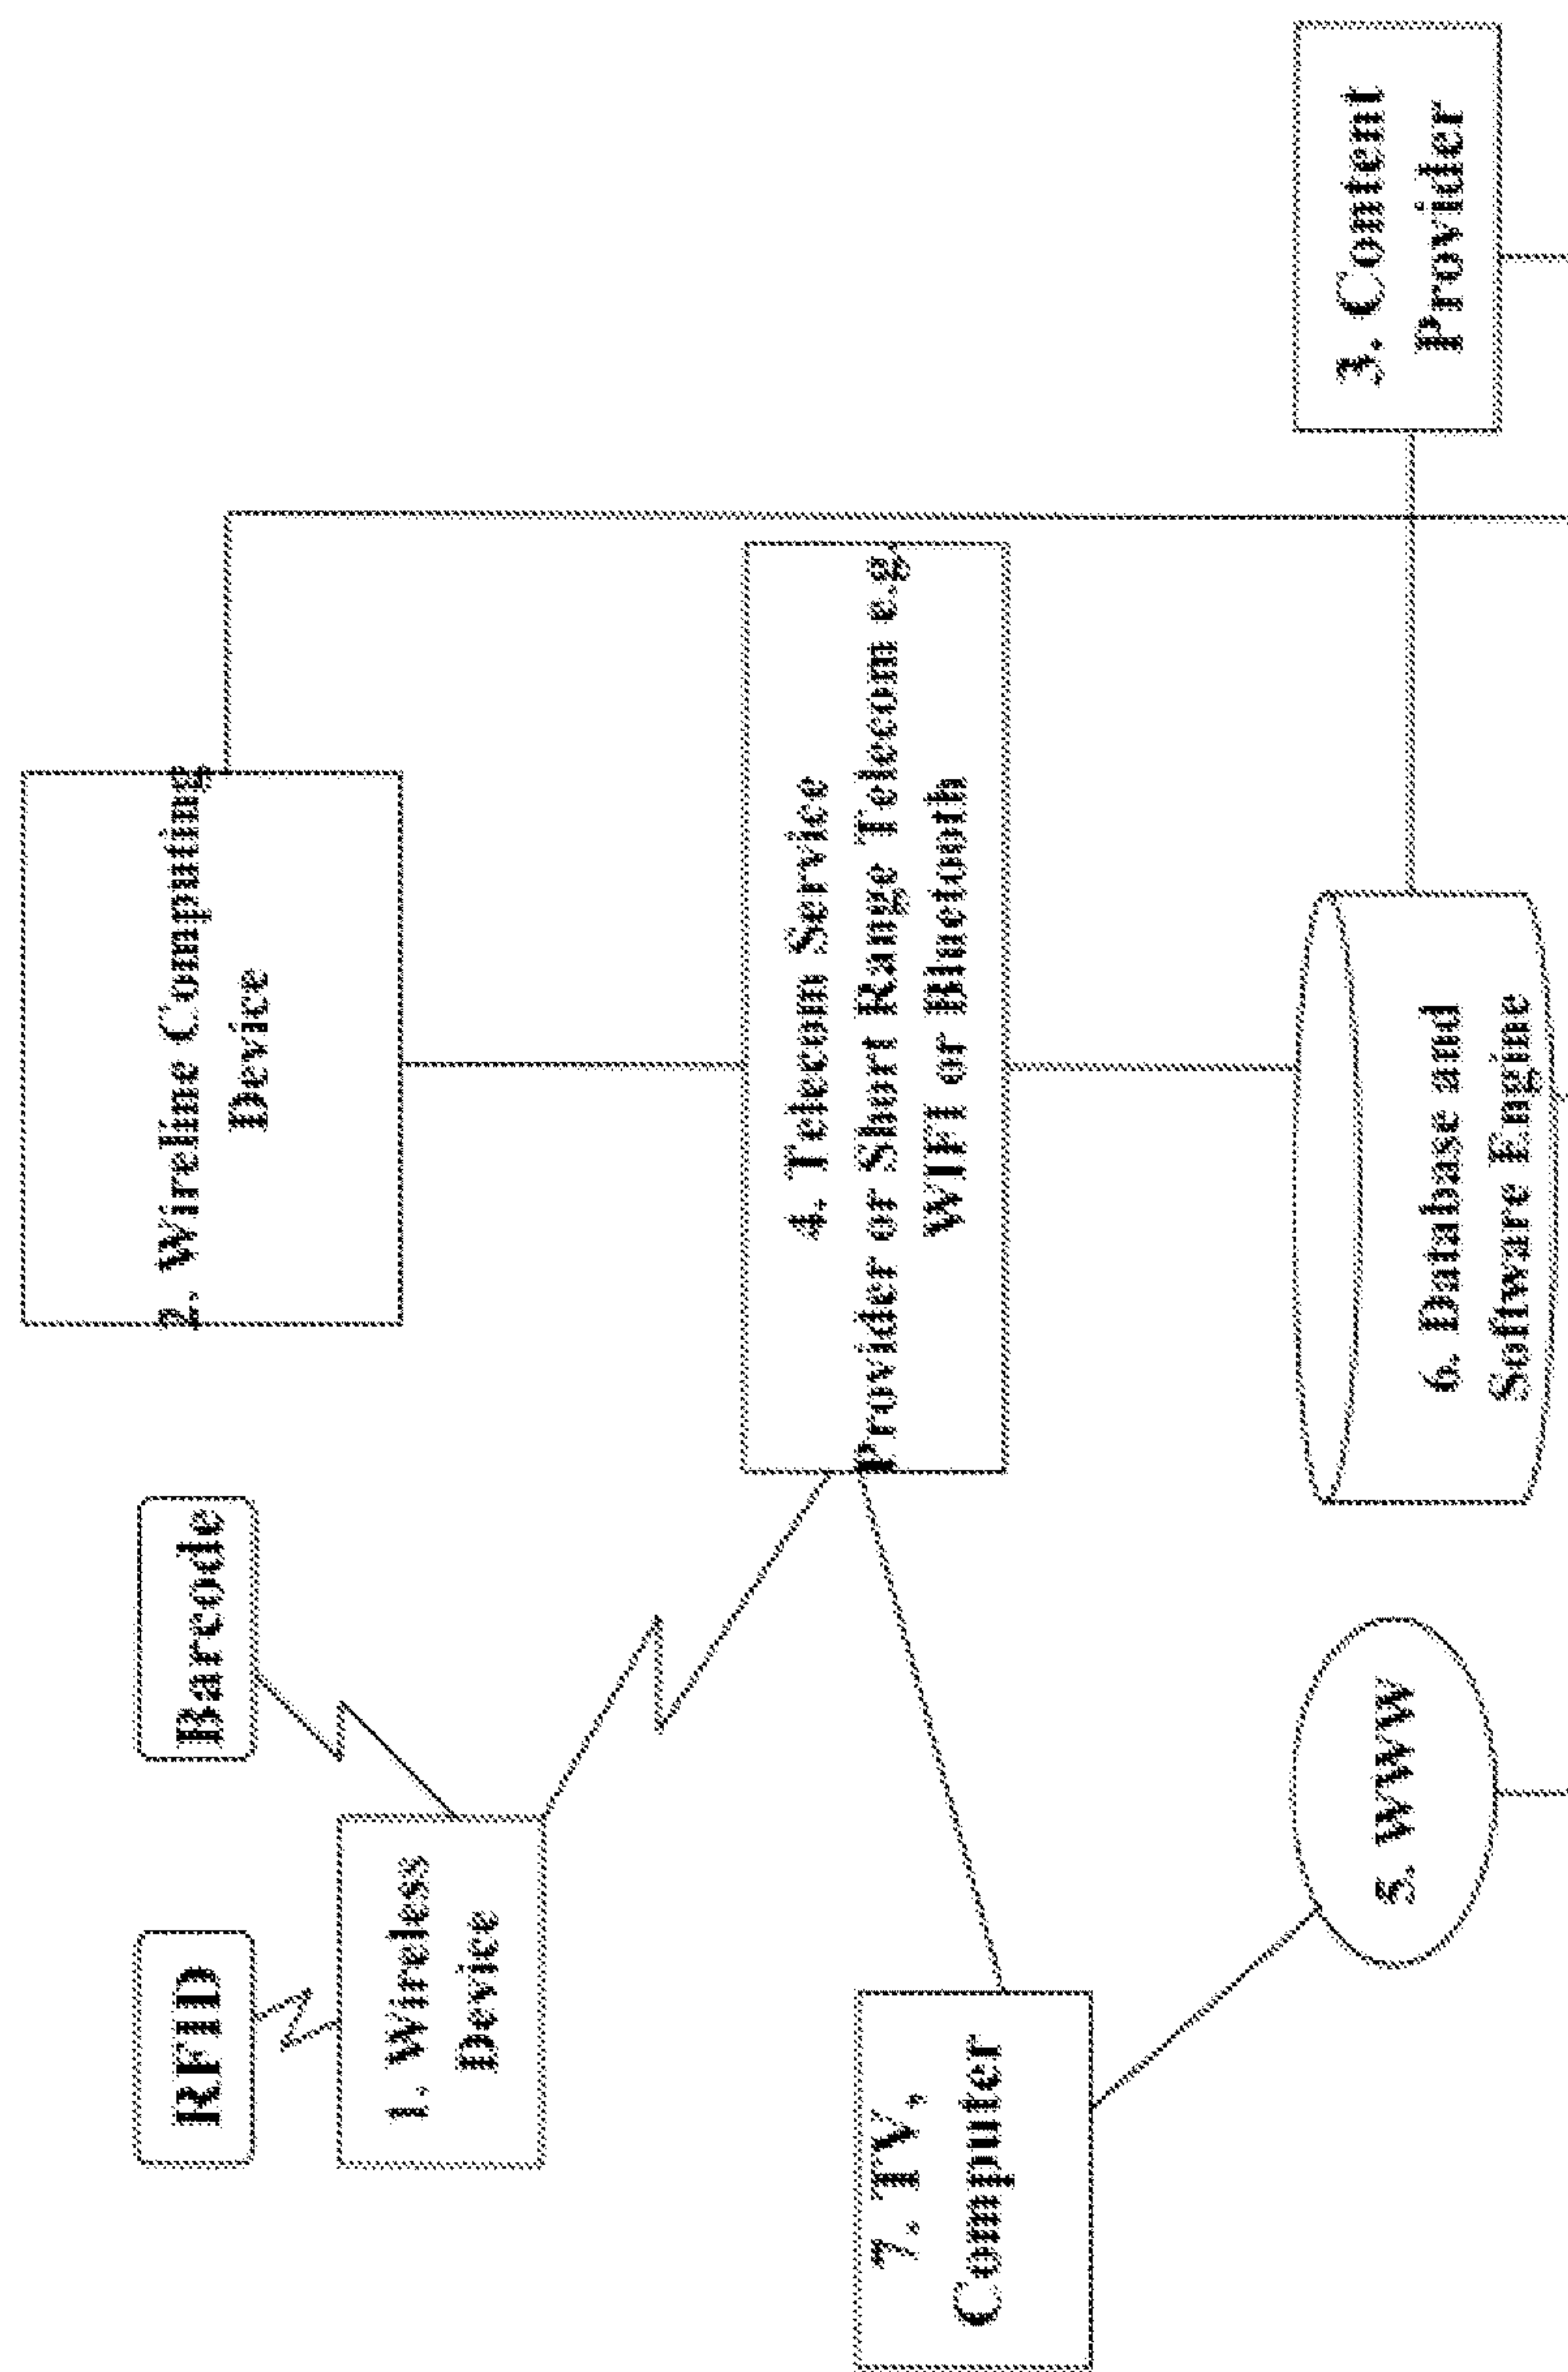 2. Wireline Computing
Device
RFID
Barcode
1. Wireless
Device
4. Telecom Service
Provider or Short Range Telecom e.g,
WIFI or Bluetooth
7. TV,
Computer
5. WWW
6. Database and
Software Engine
3. Content
Provider